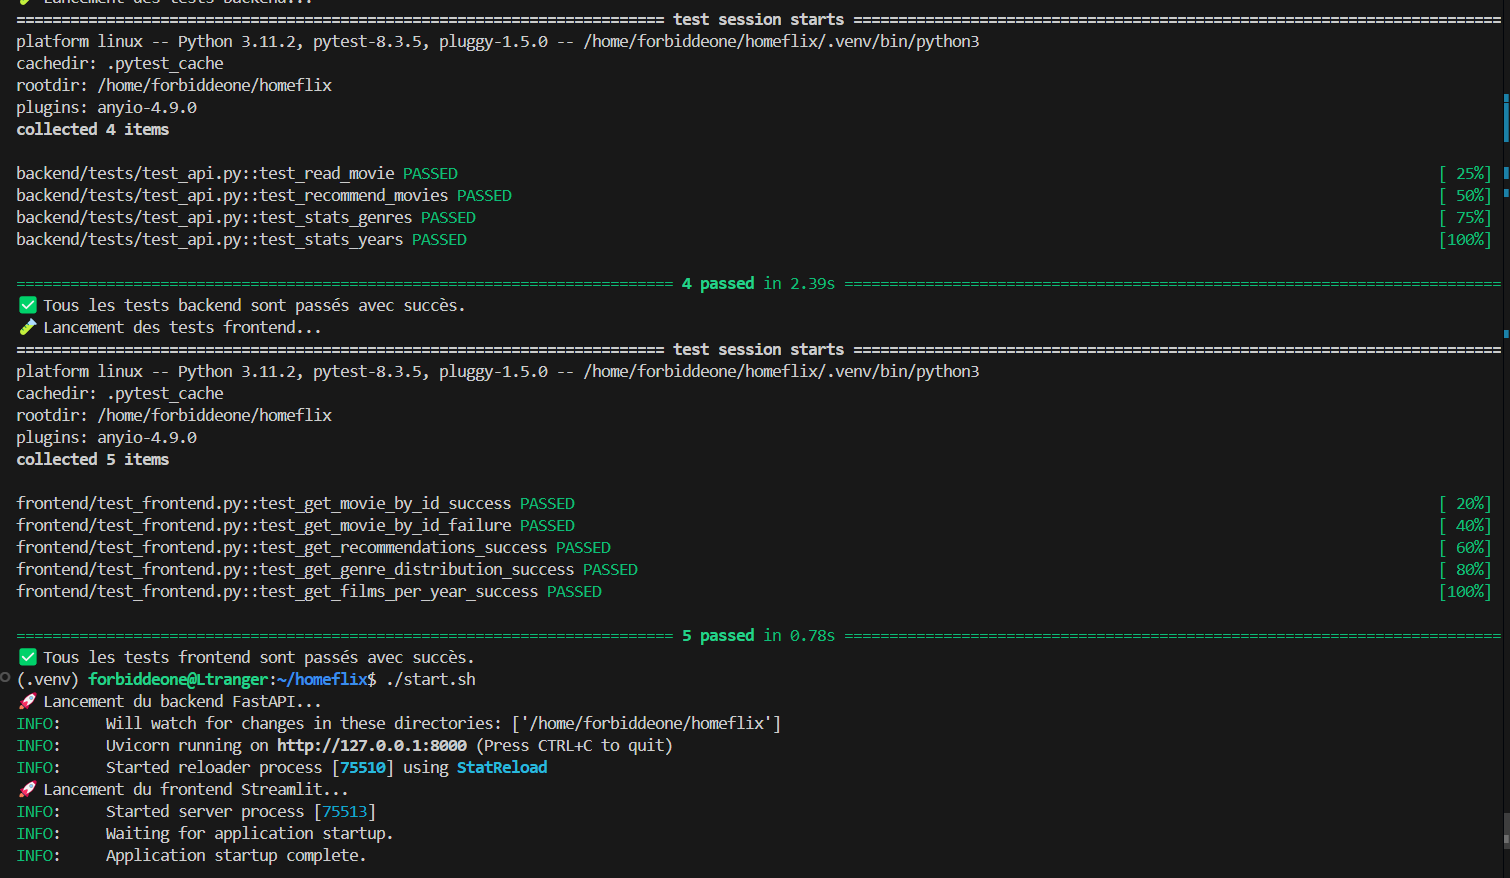 Lancement des tests backend...
======================================================================== test session starts ========================================================================
platform linux -- Python 3.11.2, pytest-8.3.5, pluggy-1.5.0 -- /home/forbiddeone/homeflix/.venv/bin/python3
cachedir: .pytest_cache
rootdir: /home/forbiddeone/homeflix
plugins: anyio-4.9.0
collected 4 items
backend/tests/test_api.py::test_read_movie PASSED [ 25%]
backend/tests/test_api.py::test_recommend_movies PASSED [ 50%]
backend/tests/test_api.py::test_stats_genres PASSED [ 75%]
backend/tests/test_api.py::test_stats_years PASSED [100%]
========================================================================= 4 passed in 2.39s =========================================================================
✅ Tous les tests backend sont passés avec succès.
🧪 Lancement des tests frontend...
======================================================================== test session starts ========================================================================
platform linux -- Python 3.11.2, pytest-8.3.5, pluggy-1.5.0 -- /home/forbiddeone/homeflix/.venv/bin/python3
cachedir: .pytest_cache
rootdir: /home/forbiddeone/homeflix
plugins: anyio-4.9.0
collected 5 items
frontend/test_frontend.py::test_get_movie_by_id_success PASSED [ 20%]
frontend/test_frontend.py::test_get_movie_by_id_failure PASSED [ 40%]
frontend/test_frontend.py::test_get_recommendations_success PASSED [ 60%]
frontend/test_frontend.py::test_get_genre_distribution_success PASSED [ 80%]
frontend/test_frontend.py::test_get_films_per_year_success PASSED [100%]
========================================================================= 5 passed in 0.78s =========================================================================
✅ Tous les tests frontend sont passés avec succès.
(.venv) forbiddeone@Ltranger:~/homeflix$ ./start.sh
🚀 Lancement du backend FastAPI...
INFO:     Will watch for changes in these directories: ['/home/forbiddeone/homeflix']
INFO:     Uvicorn running on http://127.0.0.1:8000 (Press CTRL+C to quit)
INFO:     Started reloader process [75510] using StatReload
🚀 Lancement du frontend Streamlit...
INFO:     Started server process [75513]
INFO:     Waiting for application startup.
INFO:     Application startup complete.